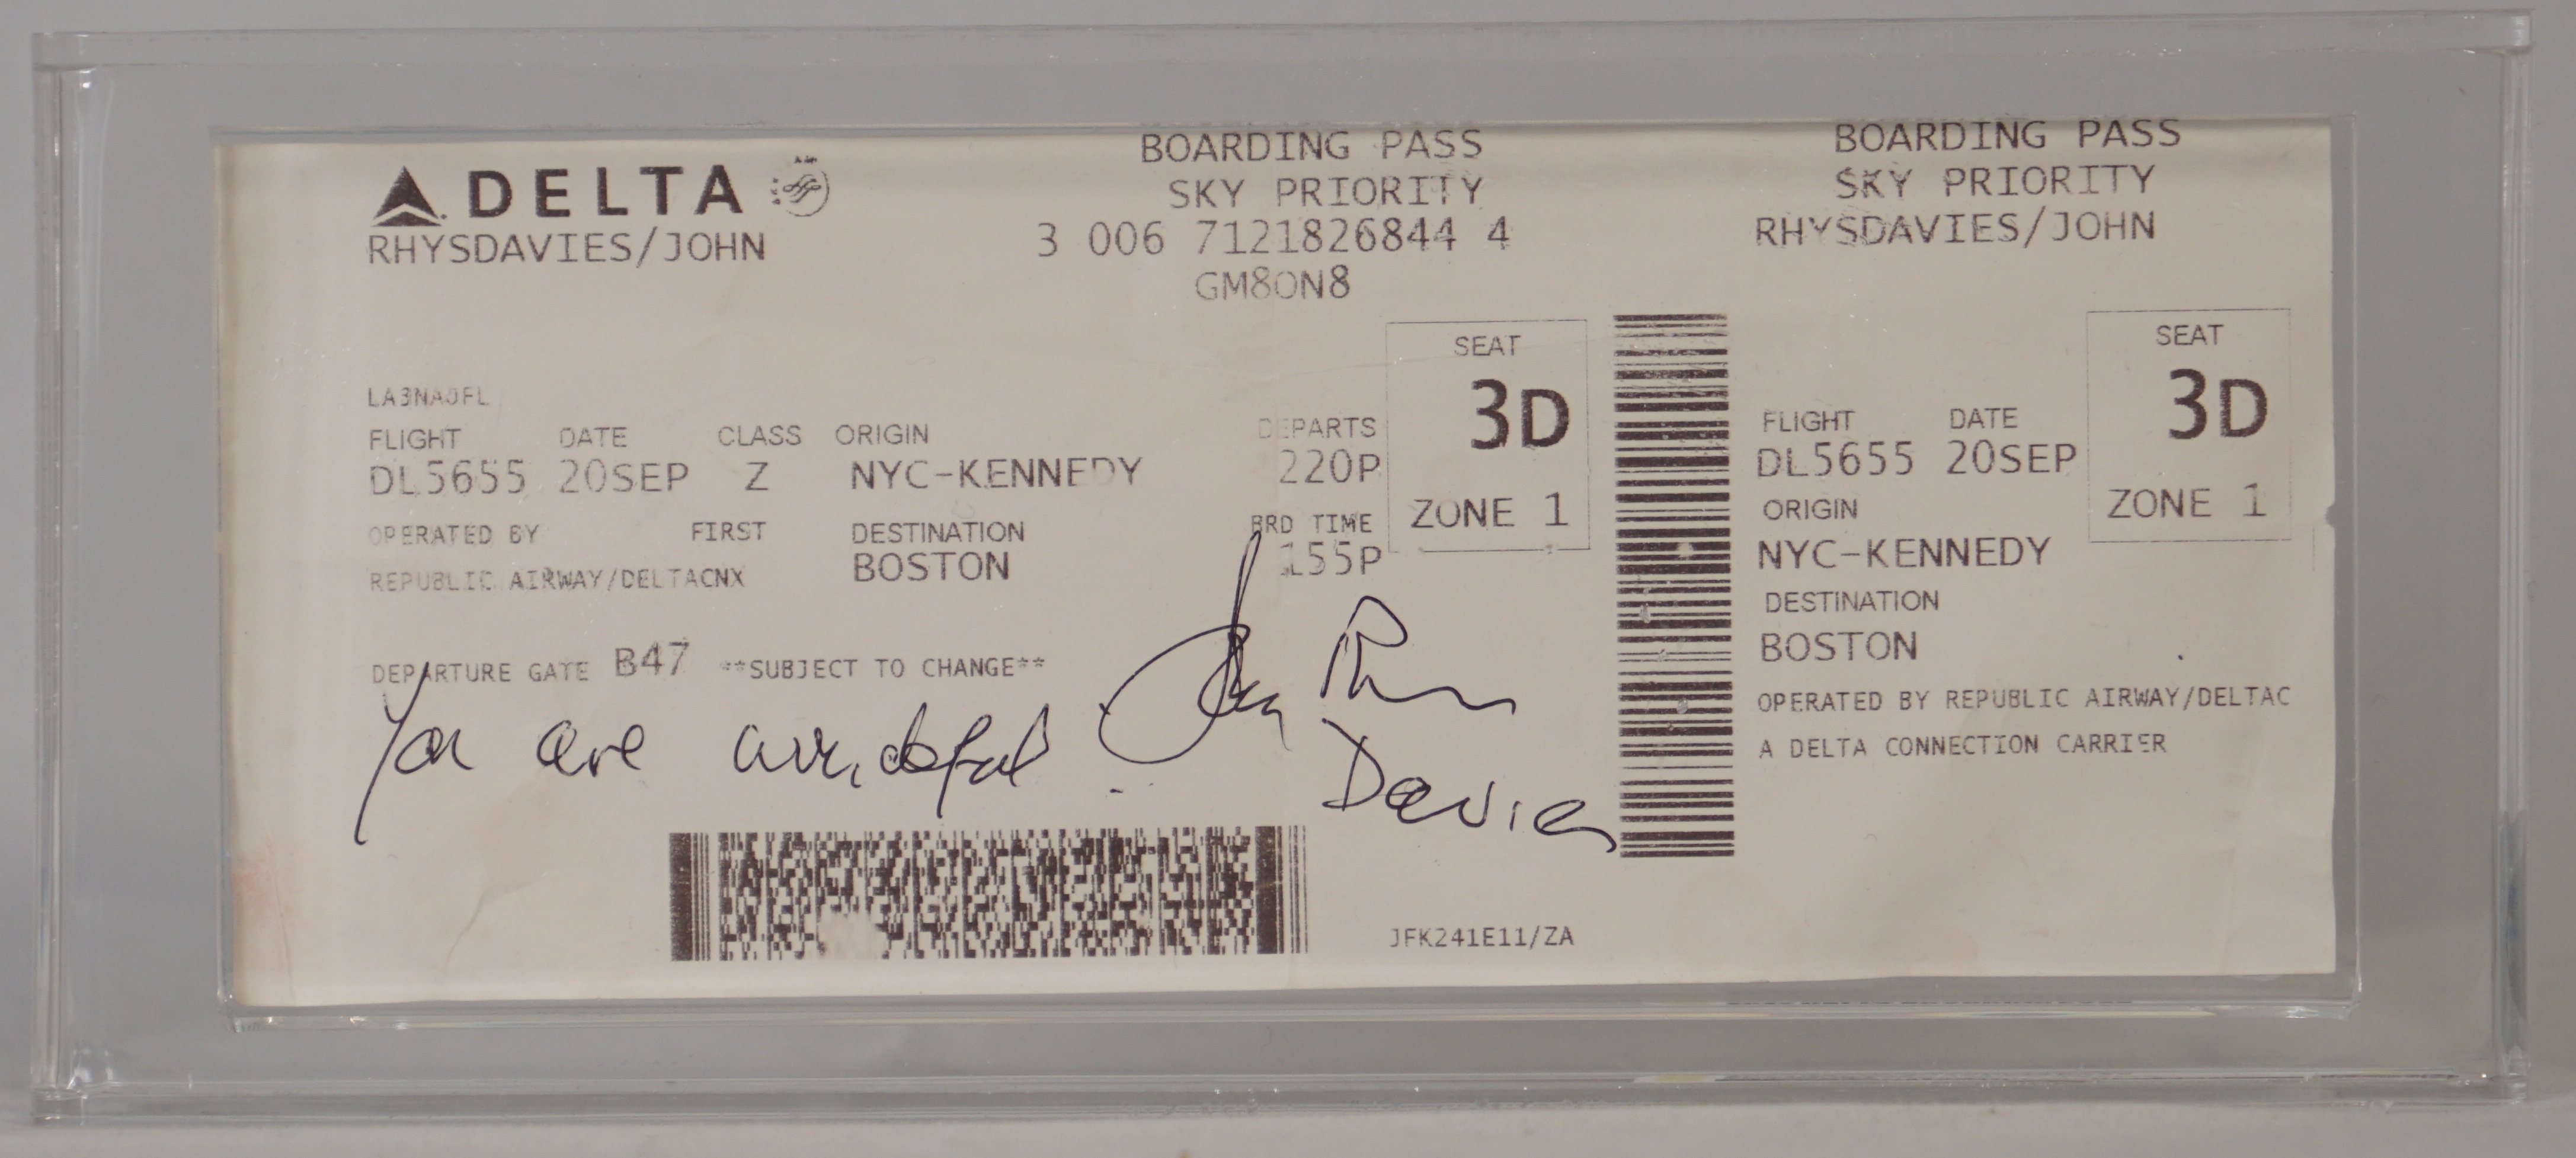 DELTA
RHYSDAVIES/JOHN
BOARDING PASS
SKY PRIORITY
3 006 7121826844 4
GM8ON8
FLIGHT DATE CLASS ORIGIN DEPARTS
DL5655 20SEP Z NYC-KENNEDY 220P
OPERATED BY FIRST DESTINATION BRD TIME
REPUBLIC AIRWAY/DELTACNX BOSTON 155P
SEAT
3D
ZONE 1
DEPARTURE GATE B47 **SUBJECT TO CHANGE**
You are wonderful! John Rhys
Davies
JFK241E11/ZA
BOARDING PASS
SKY PRIORITY
RHYSDAVIES/JOHN
SEAT
3D
ZONE 1
FLIGHT DATE
DL5655 20SEP
ORIGIN
NYC-KENNEDY
DESTINATION
BOSTON
OPERATED BY REPUBLIC AIRWAY/DELTAC
A DELTA CONNECTION CARRIER